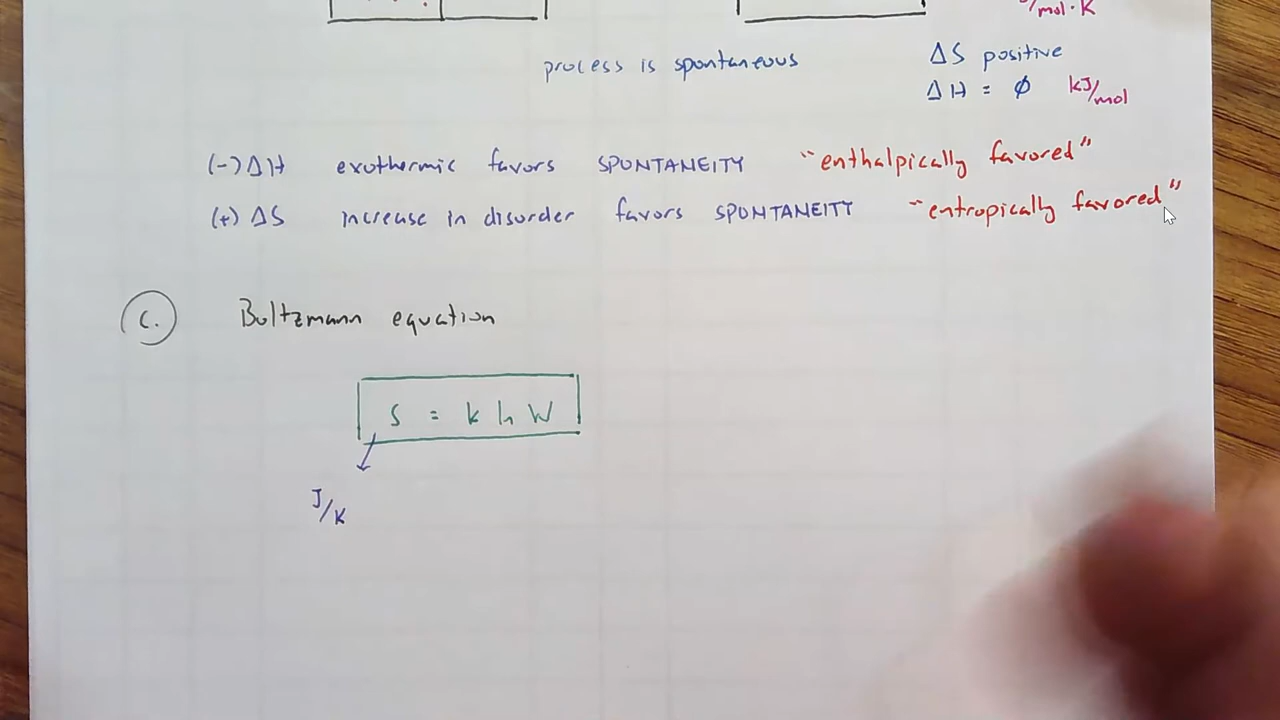 /mol·K
process is spontaneous
ΔS positive
ΔH = ∅ kJ/mol
(-) ΔH exothermic favors SPONTANEITY "enthalpically favored"
(+) ΔS increase in disorder favors SPONTANEITY "entropically favored"
C. Boltzmann equation
S = k ln W
J/K